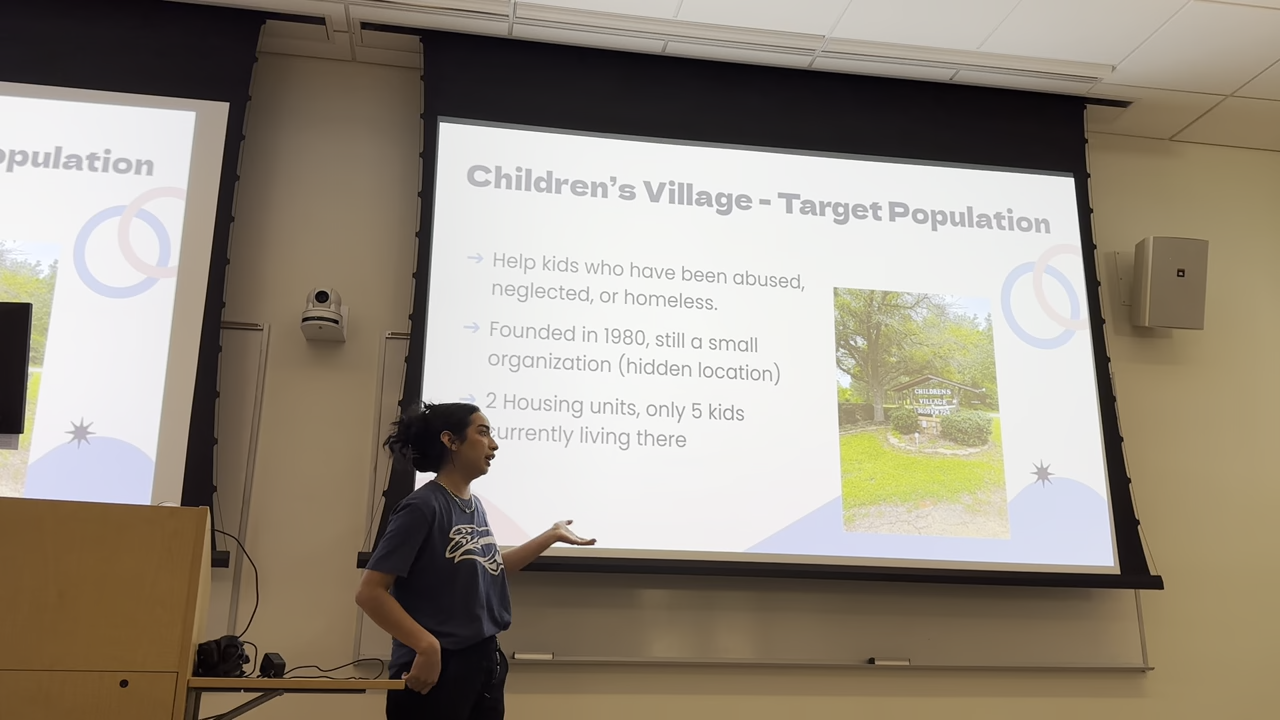 opulation
Children's Village - Target Population
→ Help kids who have been abused,
neglected, or homeless.
→ Founded in 1980, still a small
organization (hidden location)
→ 2 Housing units, only 5 kids
currently living there
CHILDREN'S
VILLAGE